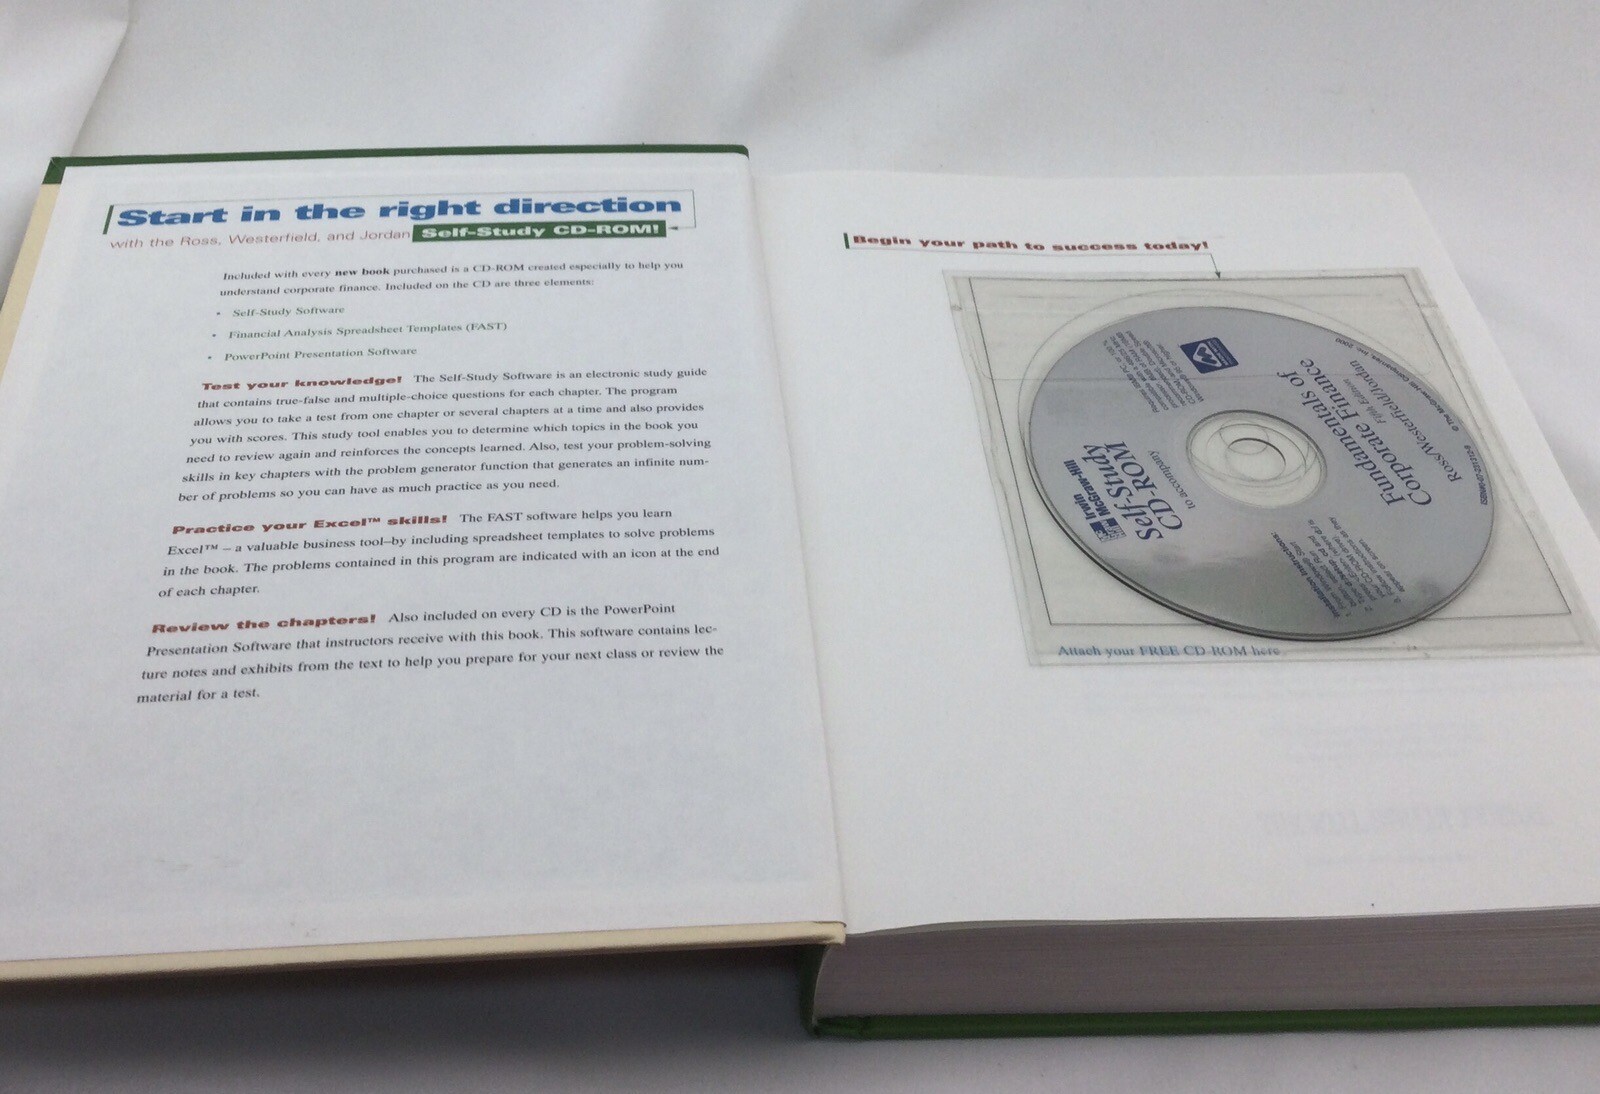 Start in the right direction
with the Ross, Westerfield, and Jordan Self-Study CD-ROM!
Included with every new book purchased is a CD-ROM created especially to help you
understand corporate finance. Included on the CD are three elements:
• Self-Study Software
• Financial Analysis Spreadsheet Templates (FAST)
• PowerPoint Presentation Software
Test your knowledge! The Self-Study Software is an electronic study guide
that contains true-false and multiple-choice questions for each chapter. The program
allows you to take a test from one chapter or several chapters at a time and also provides
you with scores. This study tool enables you to determine which topics in the book you
need to review again and reinforces the concepts learned. Also, test your problem-solving
skills in key chapters with the problem generator function that generates an infinite num-
ber of problems so you can have as much practice as you need.
Practice your Excel™ skills! The FAST software helps you learn
Excel™ – a valuable business tool–by including spreadsheet templates to solve problems
in the book. The problems contained in this program are indicated with an icon at the end
of each chapter.
Review the chapters! Also included on every CD is the PowerPoint
Presentation Software that instructors receive with this book. This software contains lec-
ture notes and exhibits from the text to help you prepare for your next class or review the
material for a test.
Begin your path to success today!
Irwin
McGraw-Hill
Self-Study
CD-ROM
to accompany
Fundamentals of
Corporate Finance
Fifth Edition
Ross/Westerfield/Jordan
Installation Instructions:
Attach your FREE CD-ROM here